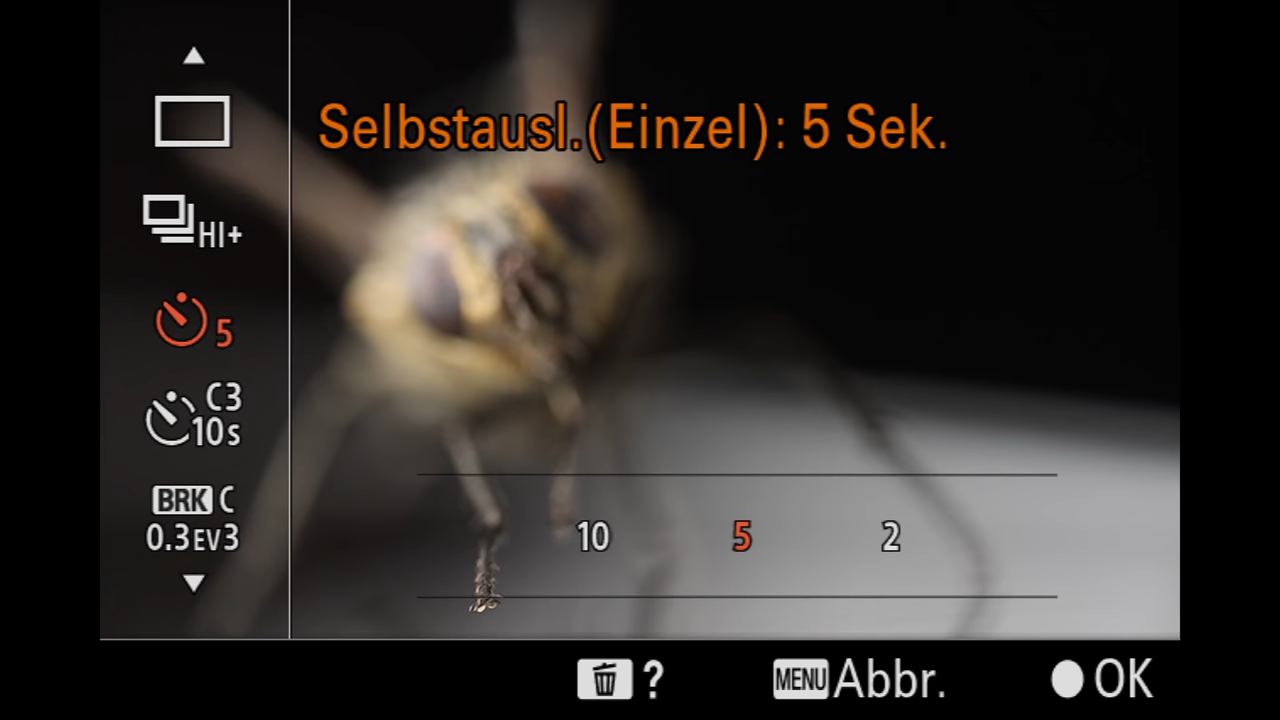 Selbstausl.(Einzel): 5 Sek.
HI+
5
C3
10s
BRK C
0.3EV3
10 5 2
? MENU Abbr. OK